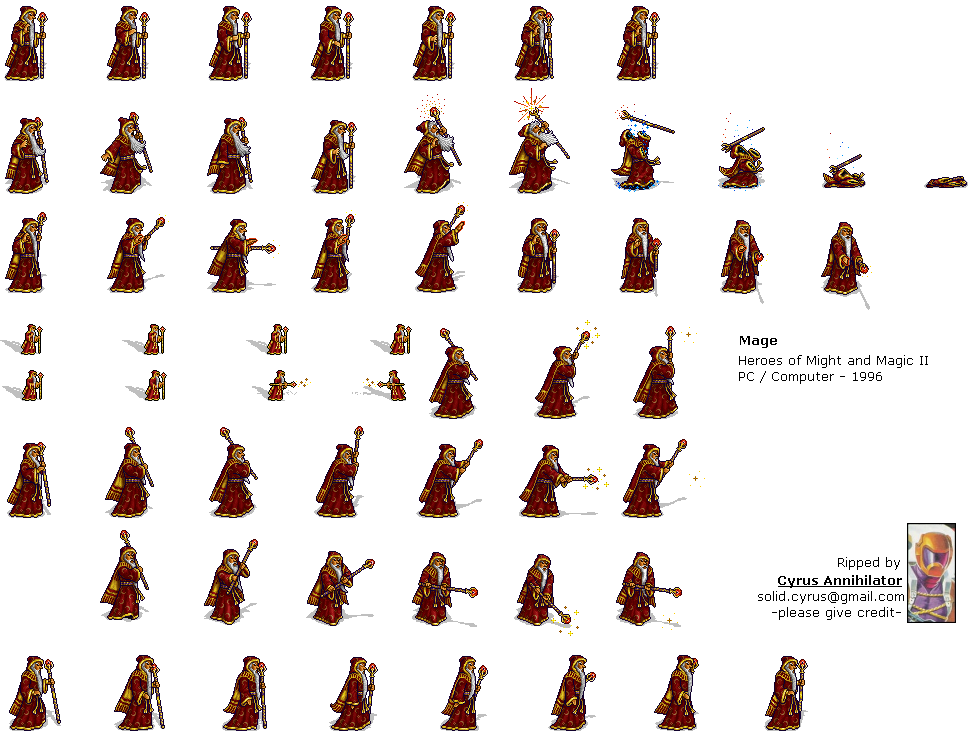 Mage
Heroes of Might and Magic II
PC / Computer - 1996
Ripped by
Cyrus Annihilator
solid.cyrus@gmail.com
-please give credit-